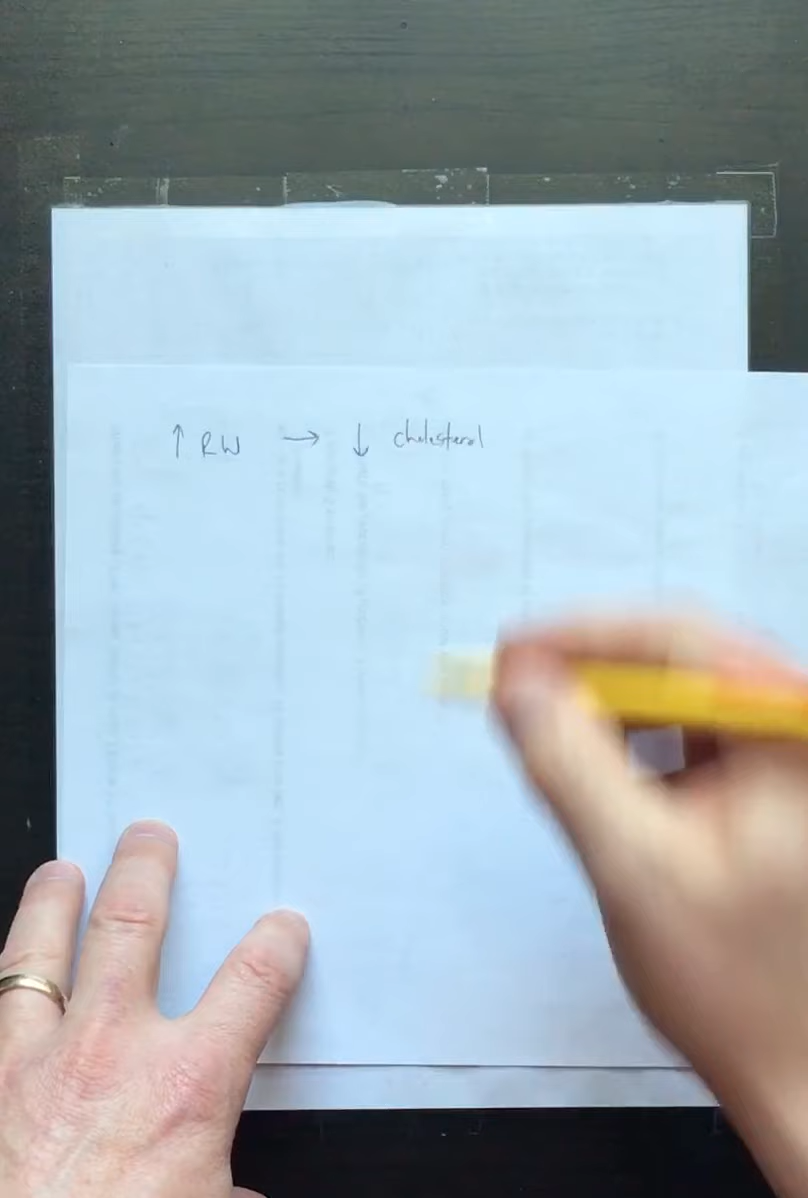 ↑ RW → ↓ cholesterol